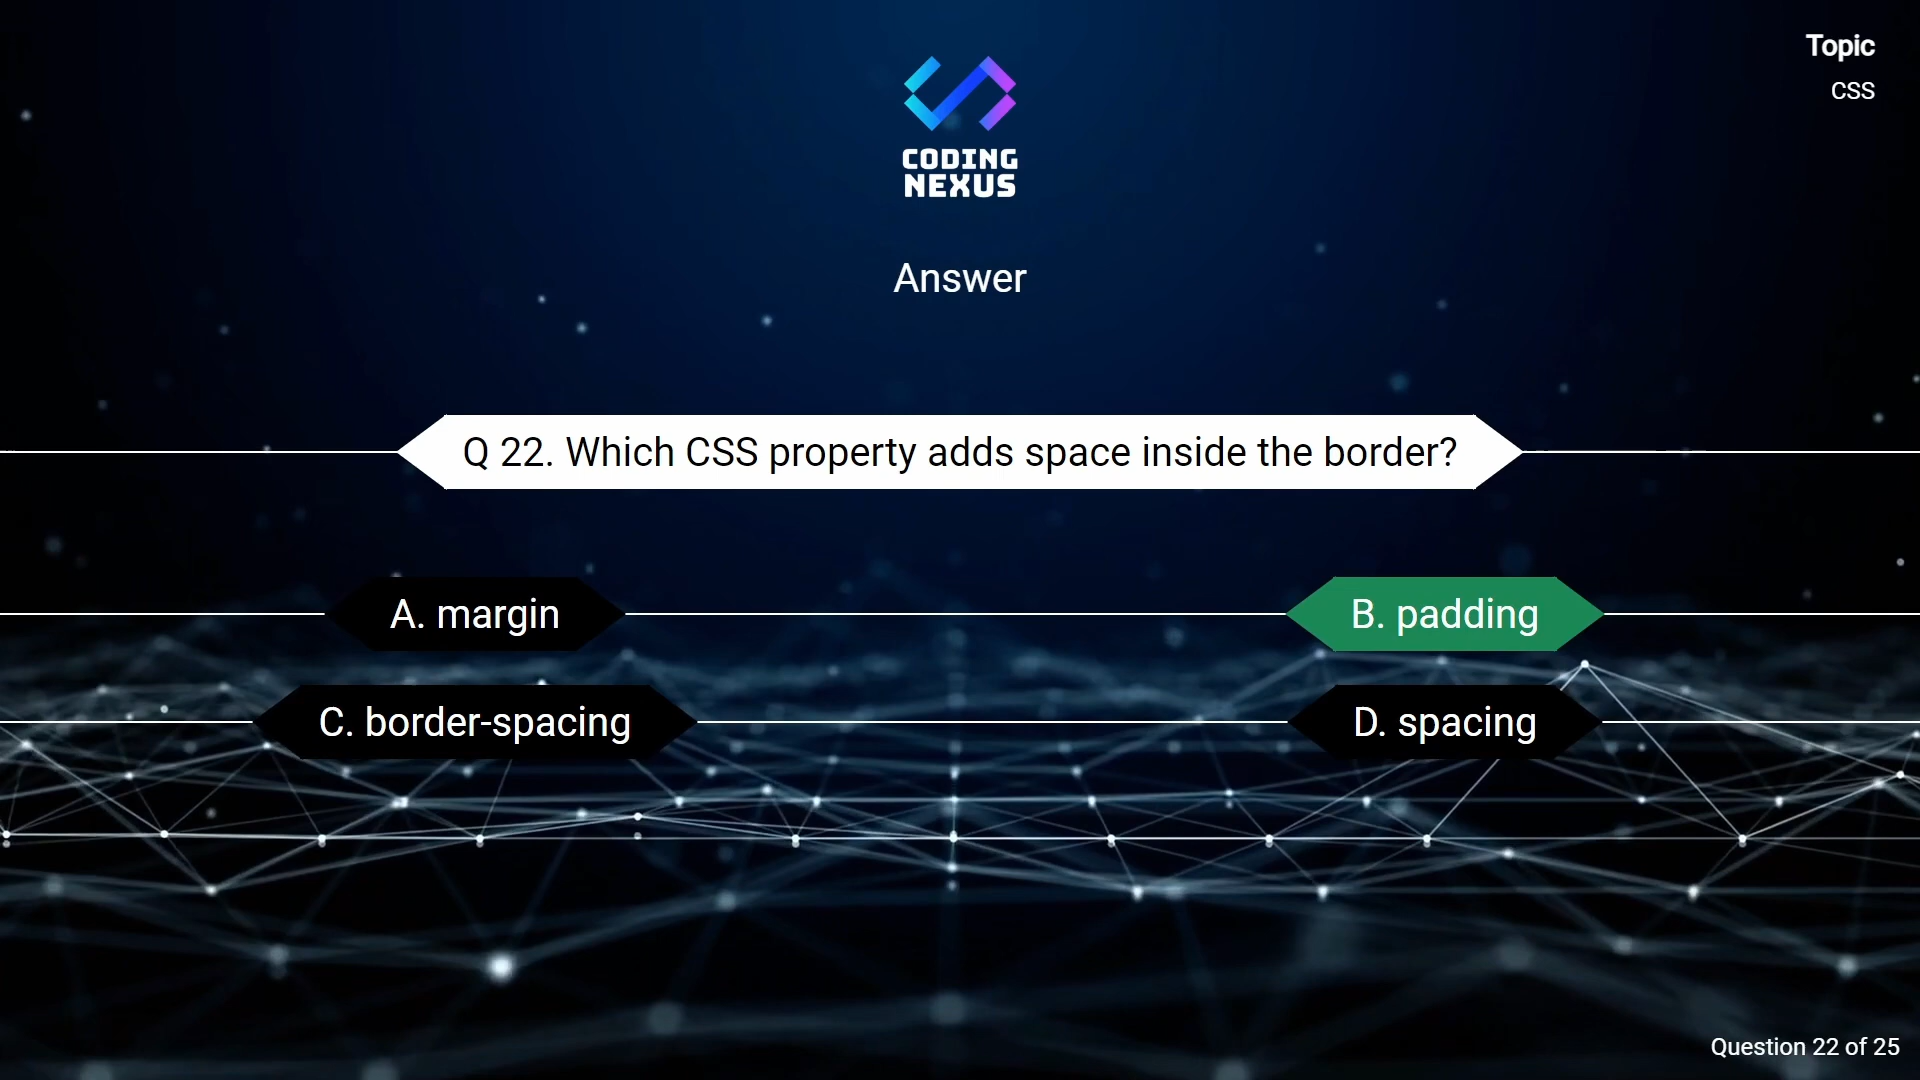 Topic
CSS
CODING
NEXUS
Answer
Q 22. Which CSS property adds space inside the border?
A. margin
B. padding
C. border-spacing
D. spacing
Question 22 of 25